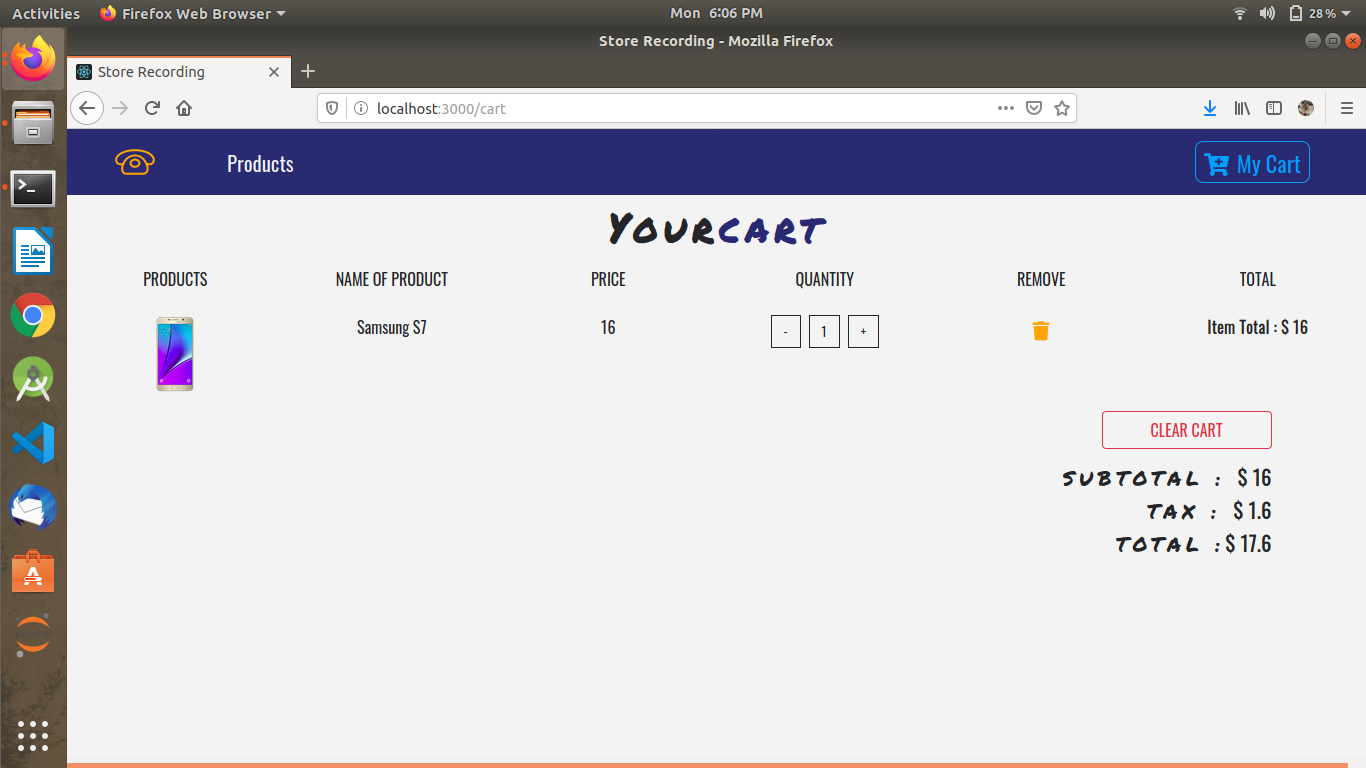 Activities Firefox Web Browser Mon 6:06 PM 28%
Store Recording - Mozilla Firefox
Store Recording
localhost:3000/cart
Products My Cart
Yourcart
PRODUCTS NAME OF PRODUCT PRICE QUANTITY REMOVE TOTAL
Samsung S7 16 - 1 + Item Total : $ 16
CLEAR CART
SUBTOTAL : $ 16
TAX : $ 1.6
TOTAL : $ 17.6